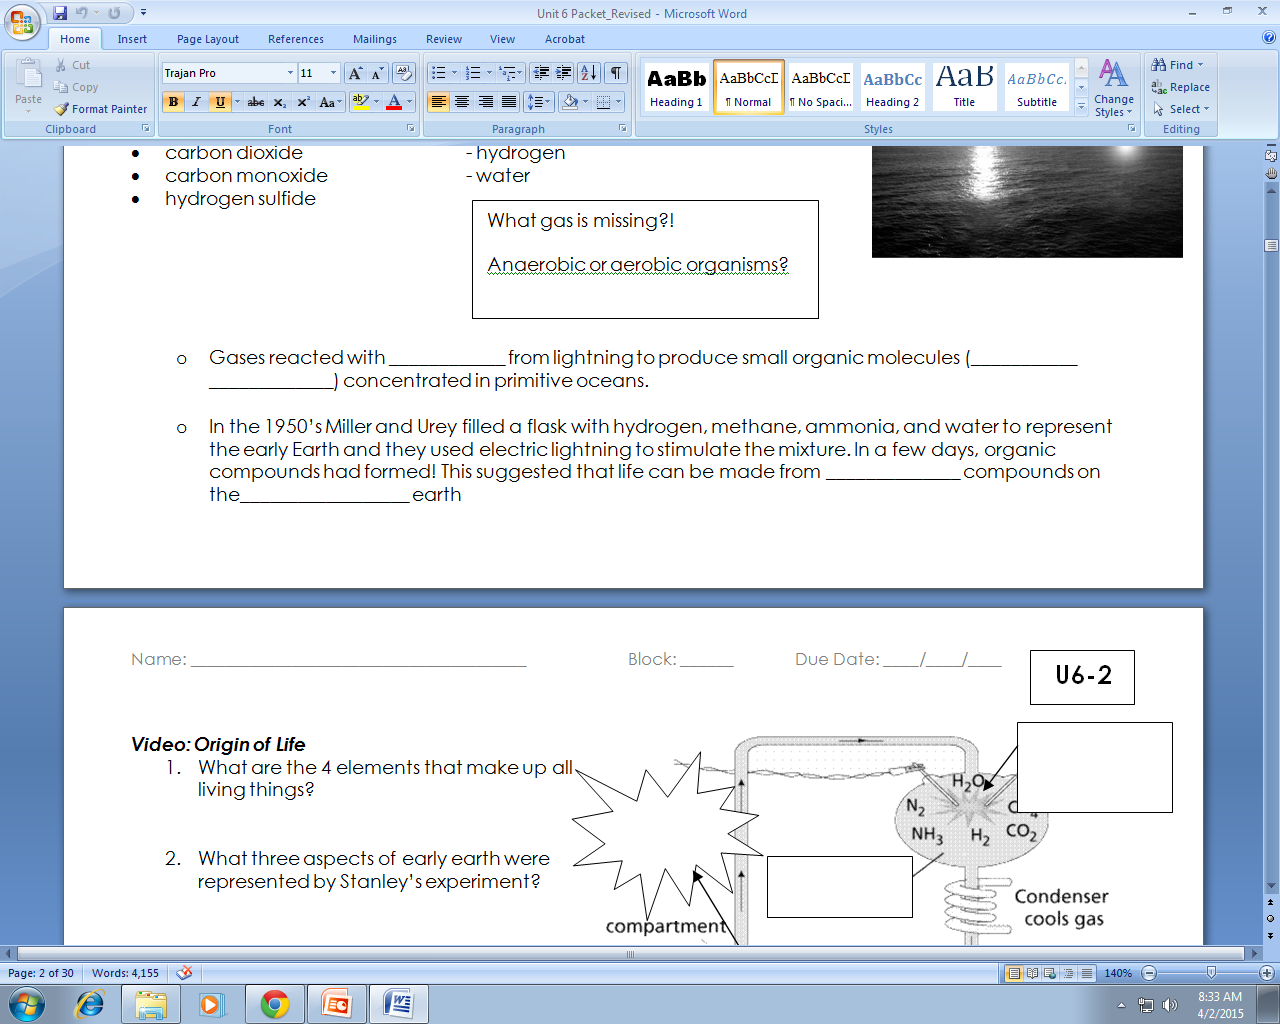 Unit 6 Packet_Revised - Microsoft Word
Home Insert Page Layout References Mailings Review View Acrobat
Paste
Cut
Copy
Format Painter
Clipboard
Trajan Pro 11
Font
Paragraph
AaBb AaBbCcD AaBbCcD AaBbCc AaB AaBbCc.
Heading 1 ¶ Normal ¶ No Spaci... Heading 2 Title Subtitle
Change Styles
Styles
Find
Replace
Select
Editing
• carbon dioxide - hydrogen
• carbon monoxide - water
• hydrogen sulfide
What gas is missing?!
Anaerobic or aerobic organisms?
o Gases reacted with ____________ from lightning to produce small organic molecules (___________
_____________) concentrated in primitive oceans.
o In the 1950's Miller and Urey filled a flask with hydrogen, methane, ammonia, and water to represent
the early Earth and they used electric lightning to stimulate the mixture. In a few days, organic
compounds had formed! This suggested that life can be made from ______________ compounds on
the_________________ earth
Name: ___________________________________ Block: ______ Due Date: ____/____/____
U6-2
Video: Origin of Life
1. What are the 4 elements that make up all
living things?
2. What three aspects of early earth were
represented by Stanley's experiment?
H2O
N2
NH3 H2 CO2
Condenser
cools gas
compartment
Page: 2 of 30 Words: 4,155 140%
8:33 AM
4/2/2015